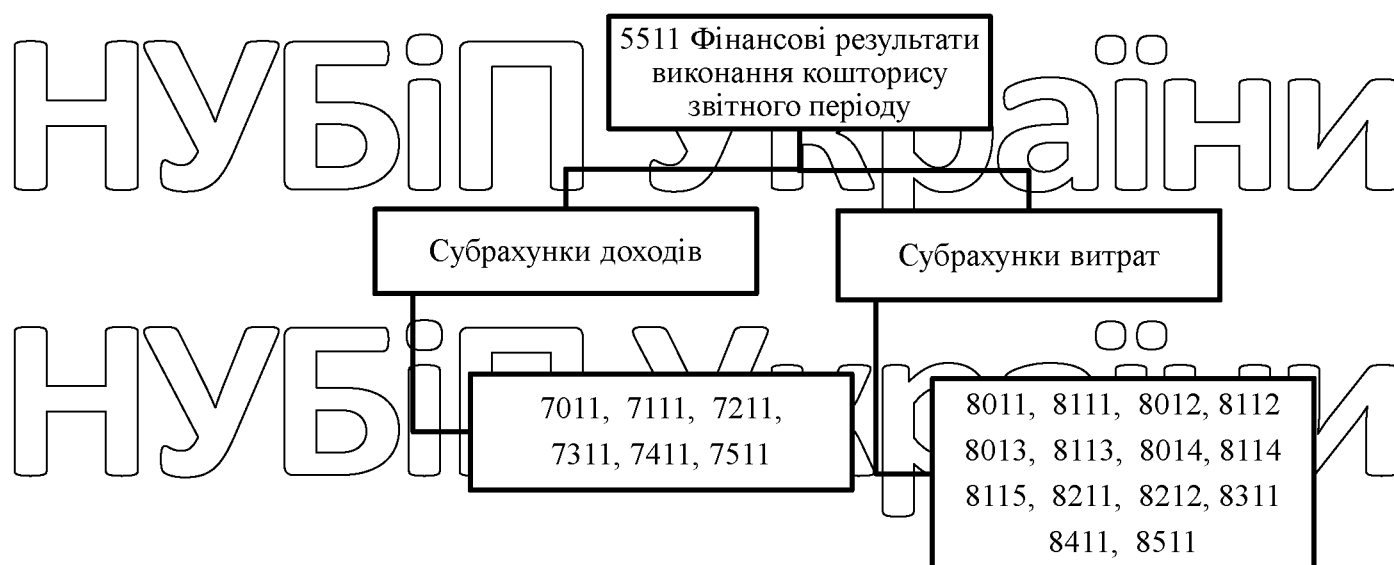 НУБіП України
5511 Фінансові результати
виконання кошторису
звітного періоду
Субрахунки доходів
Субрахунки витрат
НУБіП України
7011, 7111, 7211,
7311, 7411, 7511
8011, 8111, 8012, 8112
8013, 8113, 8014, 8114
8115, 8211, 8212, 8311
8411, 8511